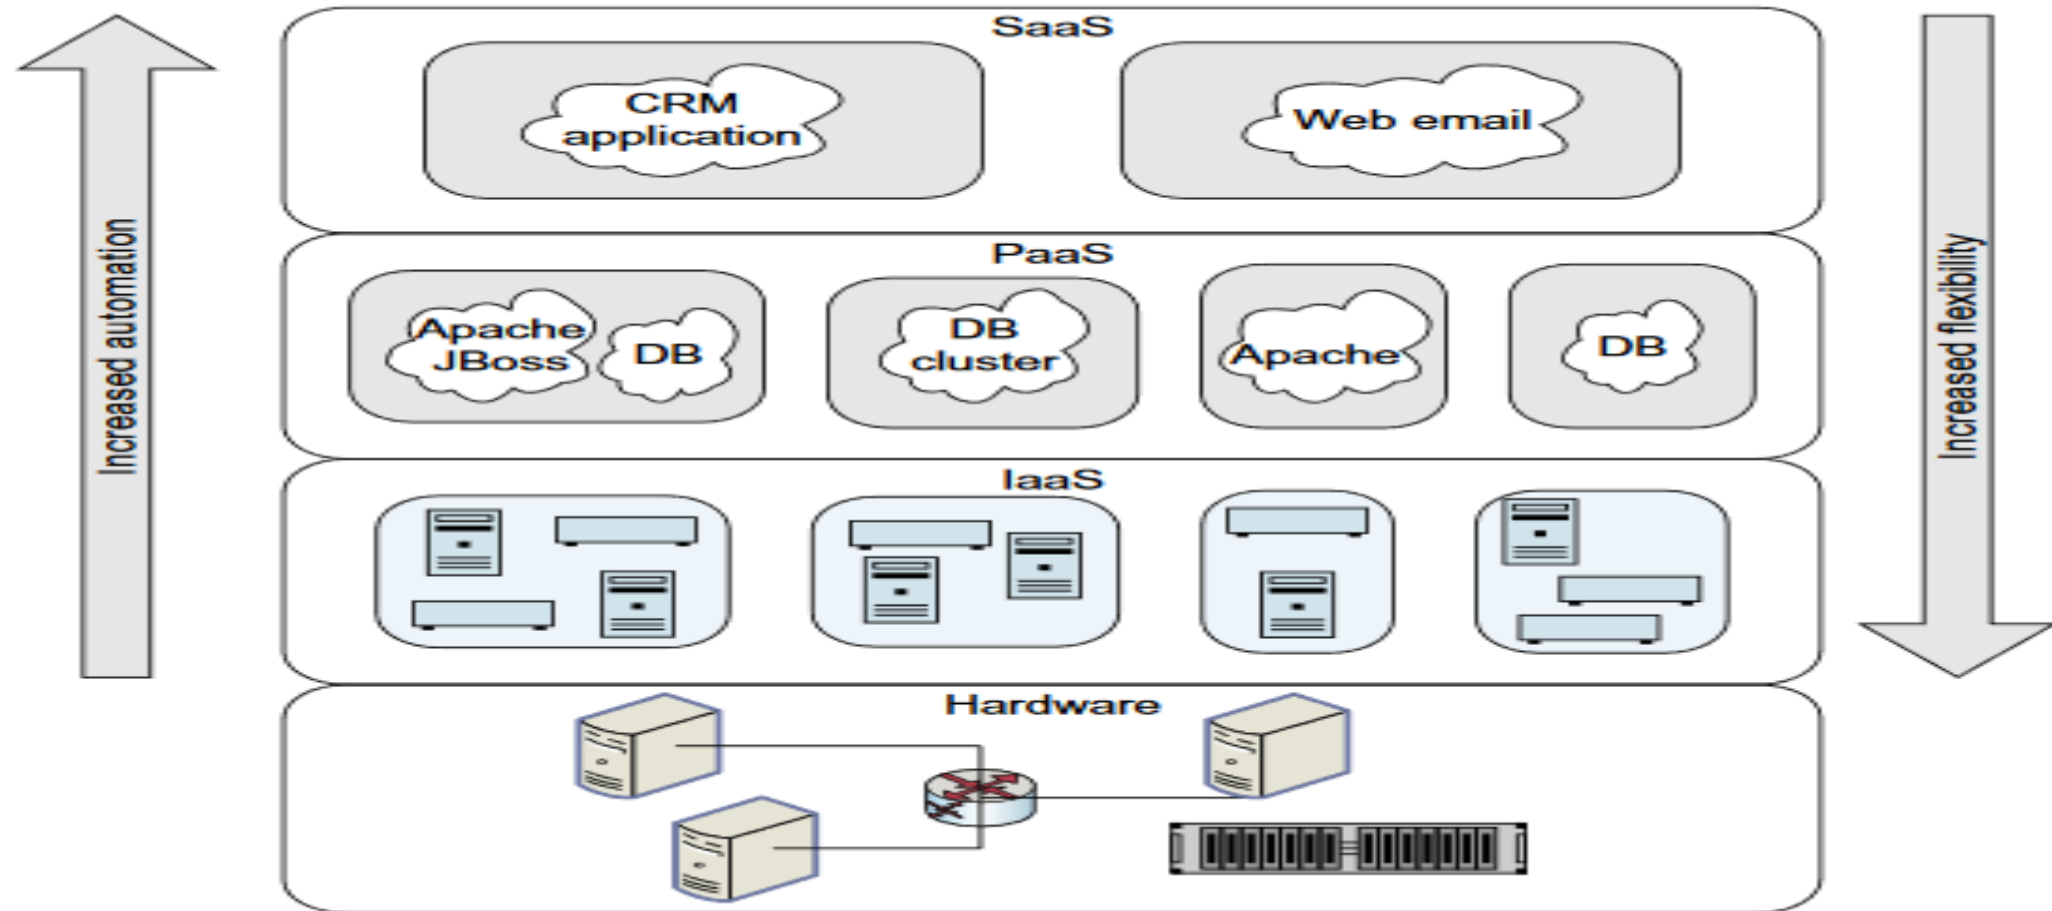 SaaS
CRM
application
Web email
Increased automation
Increased flexibility
PaaS
Apache
JBoss
DB
DB
cluster
Apache
DB
IaaS
Hardware